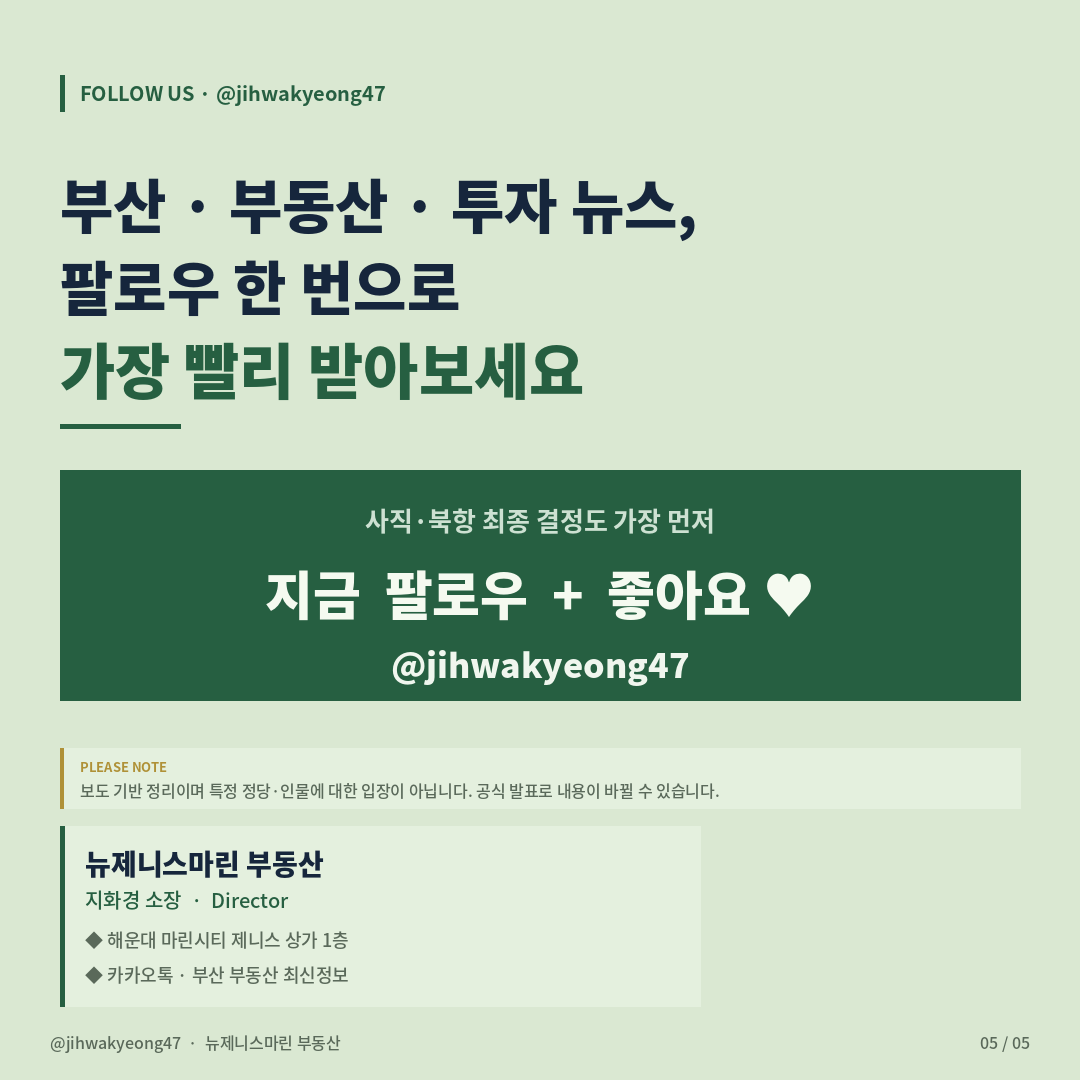 FOLLOW US · @jihwakyeong47
부산 · 부동산 · 투자 뉴스,
팔로우 한 번으로
가장 빨리 받아보세요
사직·북항 최종 결정도 가장 먼저
지금 팔로우 + 좋아요 ♥
@jihwakyeong47
PLEASE NOTE
보도 기반 정리이며 특정 정당·인물에 대한 입장이 아닙니다. 공식 발표로 내용이 바뀔 수 있습니다.
뉴제니스마린 부동산
지화경 소장 · Director
◆ 해운대 마린시티 제니스 상가 1층
◆ 카카오톡 · 부산 부동산 최신정보
@jihwakyeong47 · 뉴제니스마린 부동산
05 / 05